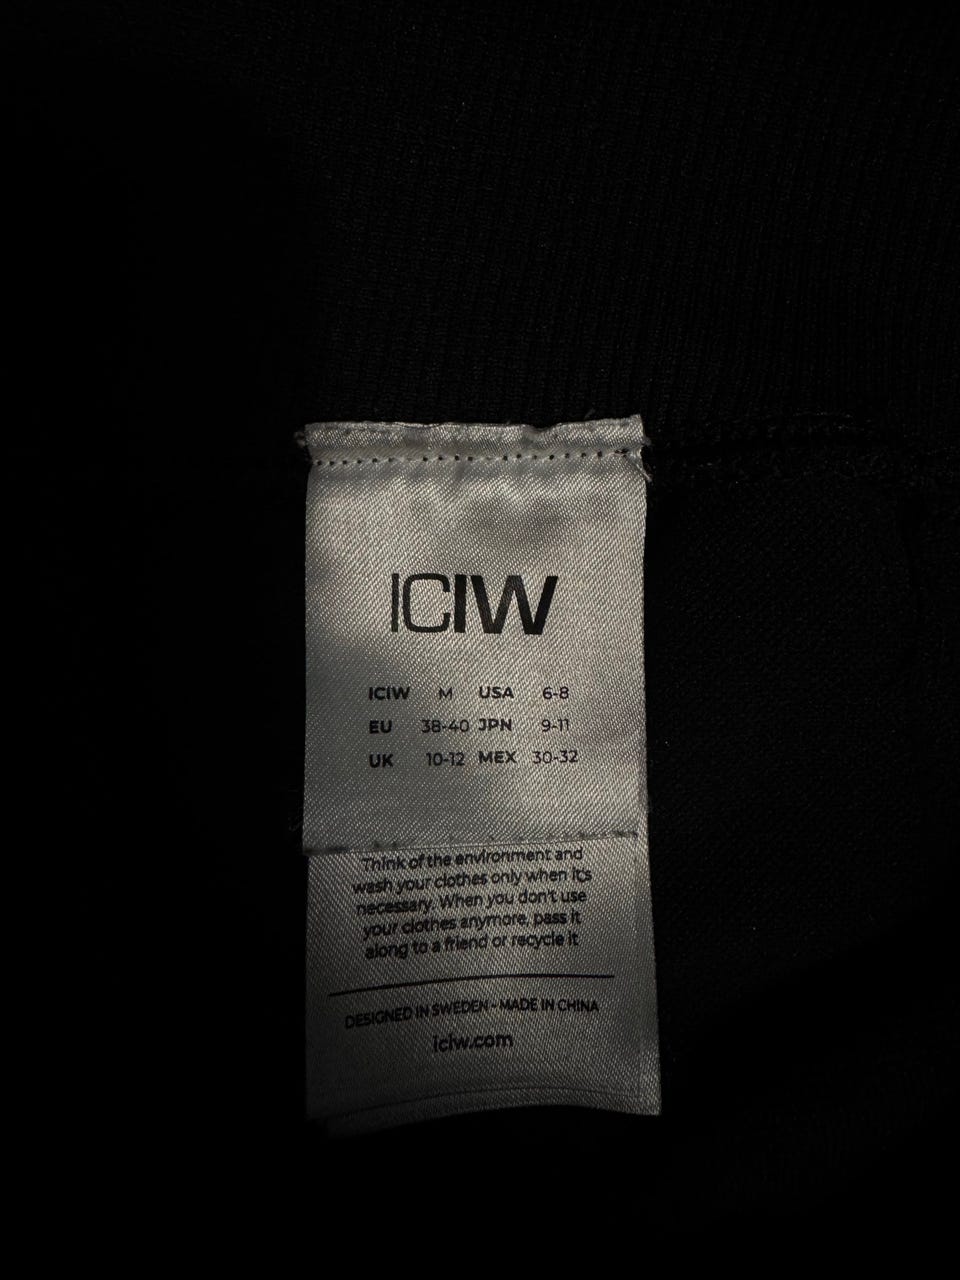 ICIW
ICIW M USA 6-8
EU 38-40 JPN 9-11
UK 10-12 MEX 30-32
Think of the environment and
wash your clothes only when it's
necessary. When you don't use
your clothes anymore, pass it
along to a friend or recycle it
DESIGNED IN SWEDEN - MADE IN CHINA
iciw.com